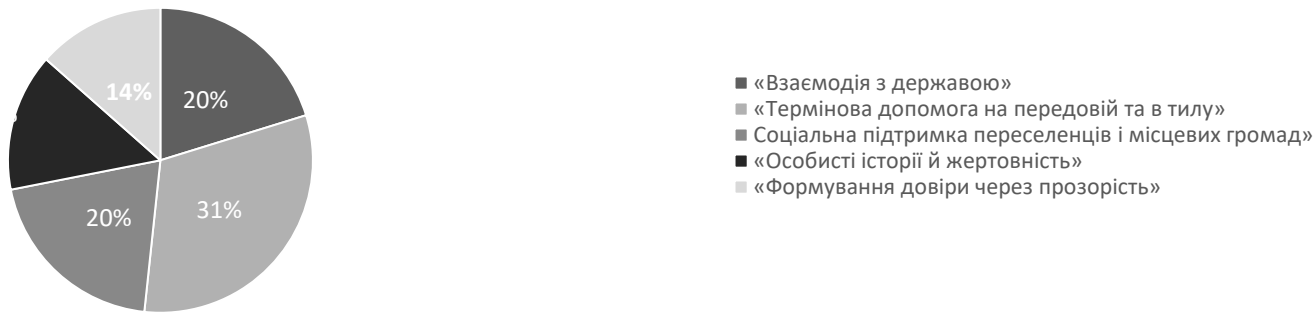 14%
20%
20%
31%
«Взаємодія з державою»
«Термінова допомога на передовій та в тилу»
Соціальна підтримка переселенців і місцевих громад»
«Особисті історії й жертовність»
«Формування довіри через прозорість»